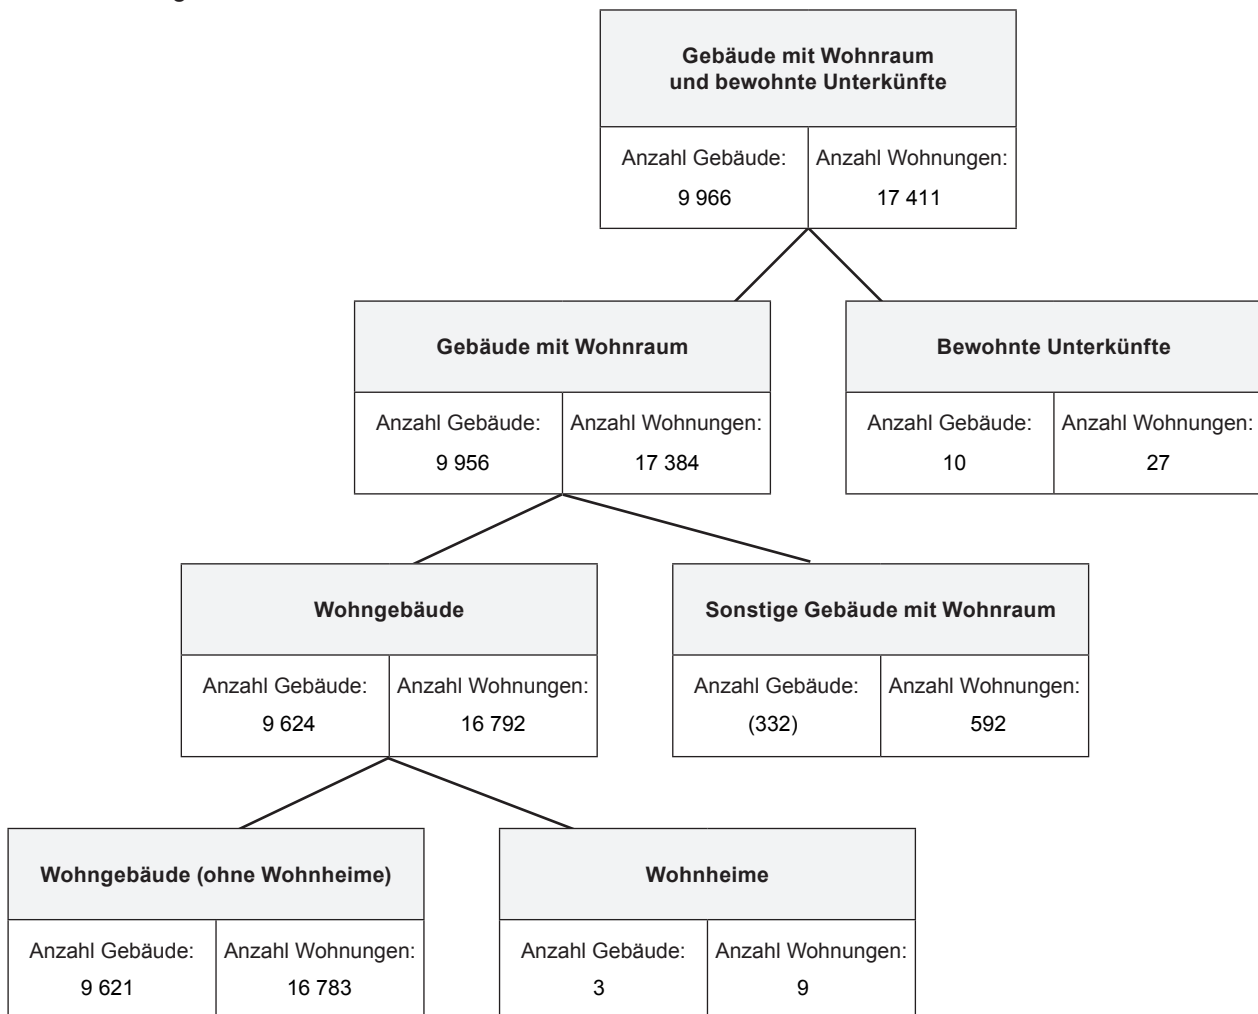 Gebäude mit Wohnraum
und bewohnte Unterkünfte
Anzahl Gebäude: Anzahl Wohnungen:
9 966 17 411
Gebäude mit Wohnraum Bewohnte Unterkünfte
Anzahl Gebäude: Anzahl Wohnungen: Anzahl Gebäude: Anzahl Wohnungen:
9 956 17 384 10 27
Wohngebäude Sonstige Gebäude mit Wohnraum
Anzahl Gebäude: Anzahl Wohnungen: Anzahl Gebäude: Anzahl Wohnungen:
9 624 16 792 (332) 592
Wohngebäude (ohne Wohnheime) Wohnheime
Anzahl Gebäude: Anzahl Wohnungen: Anzahl Gebäude: Anzahl Wohnungen:
9 621 16 783 3 9